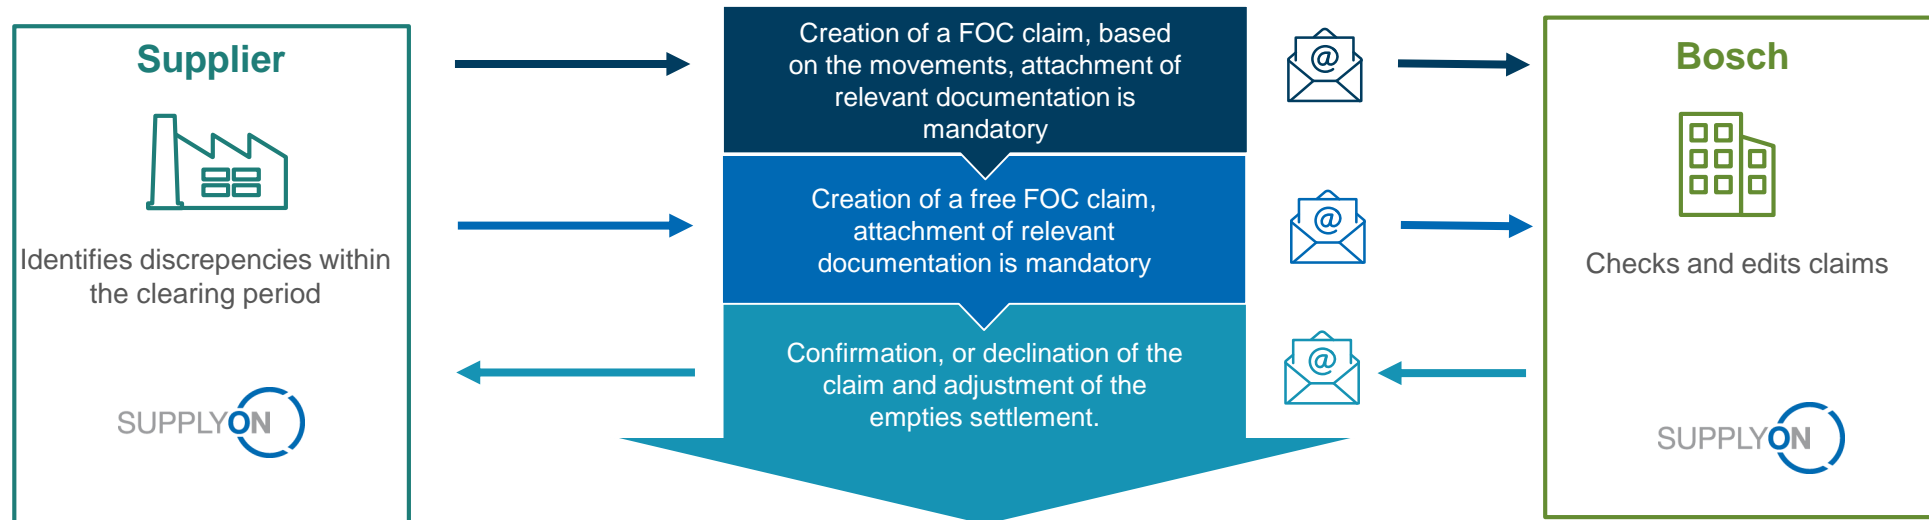 Supplier
Identifies discrepencies within
the clearing period
SUPPLYON
Creation of a FOC claim, based
on the movements, attachment of
relevant documentation is
mandatory
@
Creation of a free FOC claim,
attachment of relevant
documentation is mandatory
@
Confirmation, or declination of the
claim and adjustment of the
empties settlement.
@
Bosch
Checks and edits claims
SUPPLYON